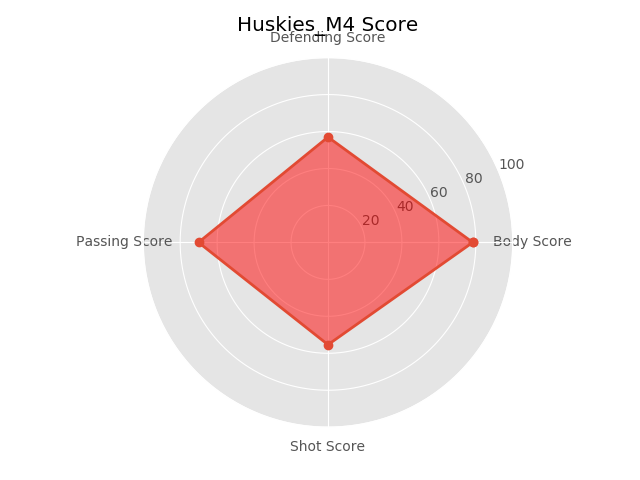 Huskies_M4 Score
Defending Score
100
80
60
40
20
Passing Score
Body Score
Shot Score